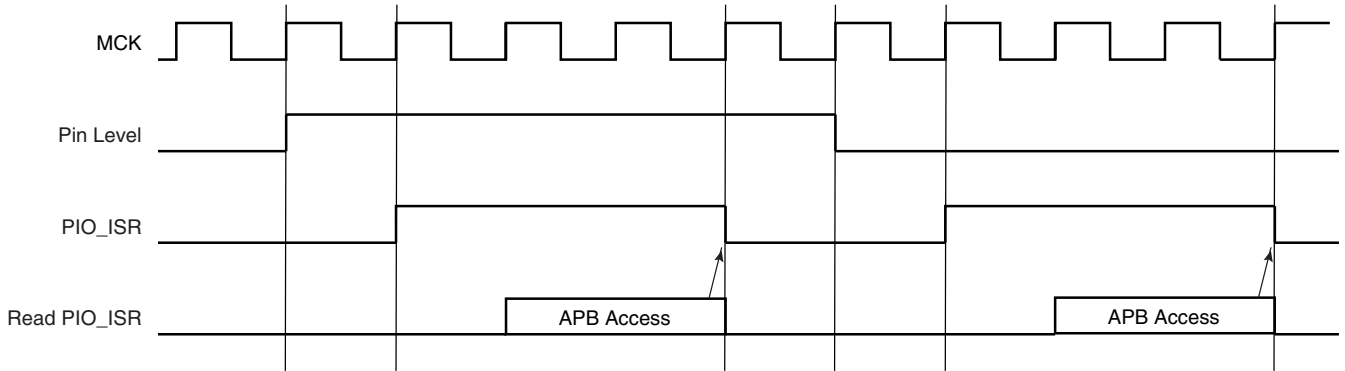 MCK
Pin Level
PIO_ISR
Read PIO_ISR
APB Access
APB Access